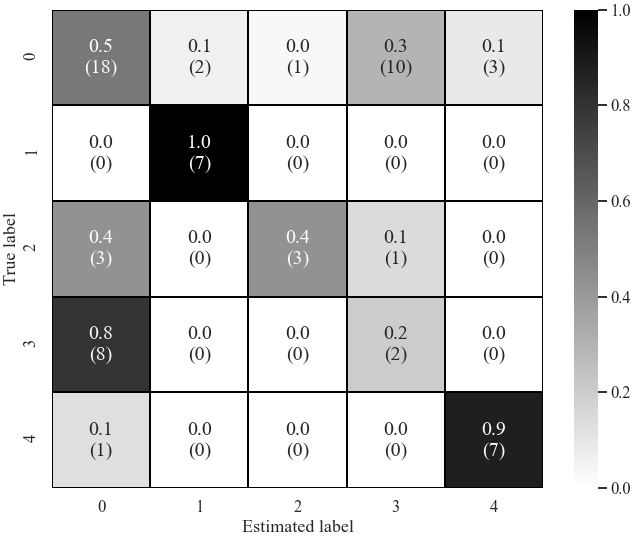 0.5 0.1 0.0 0.3 0.1
(18) (2) (1) (10) (3)
0.0 1.0 0.0 0.0 0.0
(0) (7) (0) (0) (0)
0.4 0.0 0.4 0.1 0.0
(3) (0) (3) (1) (0)
0.8 0.0 0.0 0.2 0.0
(8) (0) (0) (2) (0)
0.1 0.0 0.0 0.0 0.9
(1) (0) (0) (0) (7)
0
1
2
3
4
True label
0 1 2 3 4
Estimated label
1.0
0.8
0.6
0.4
0.2
0.0